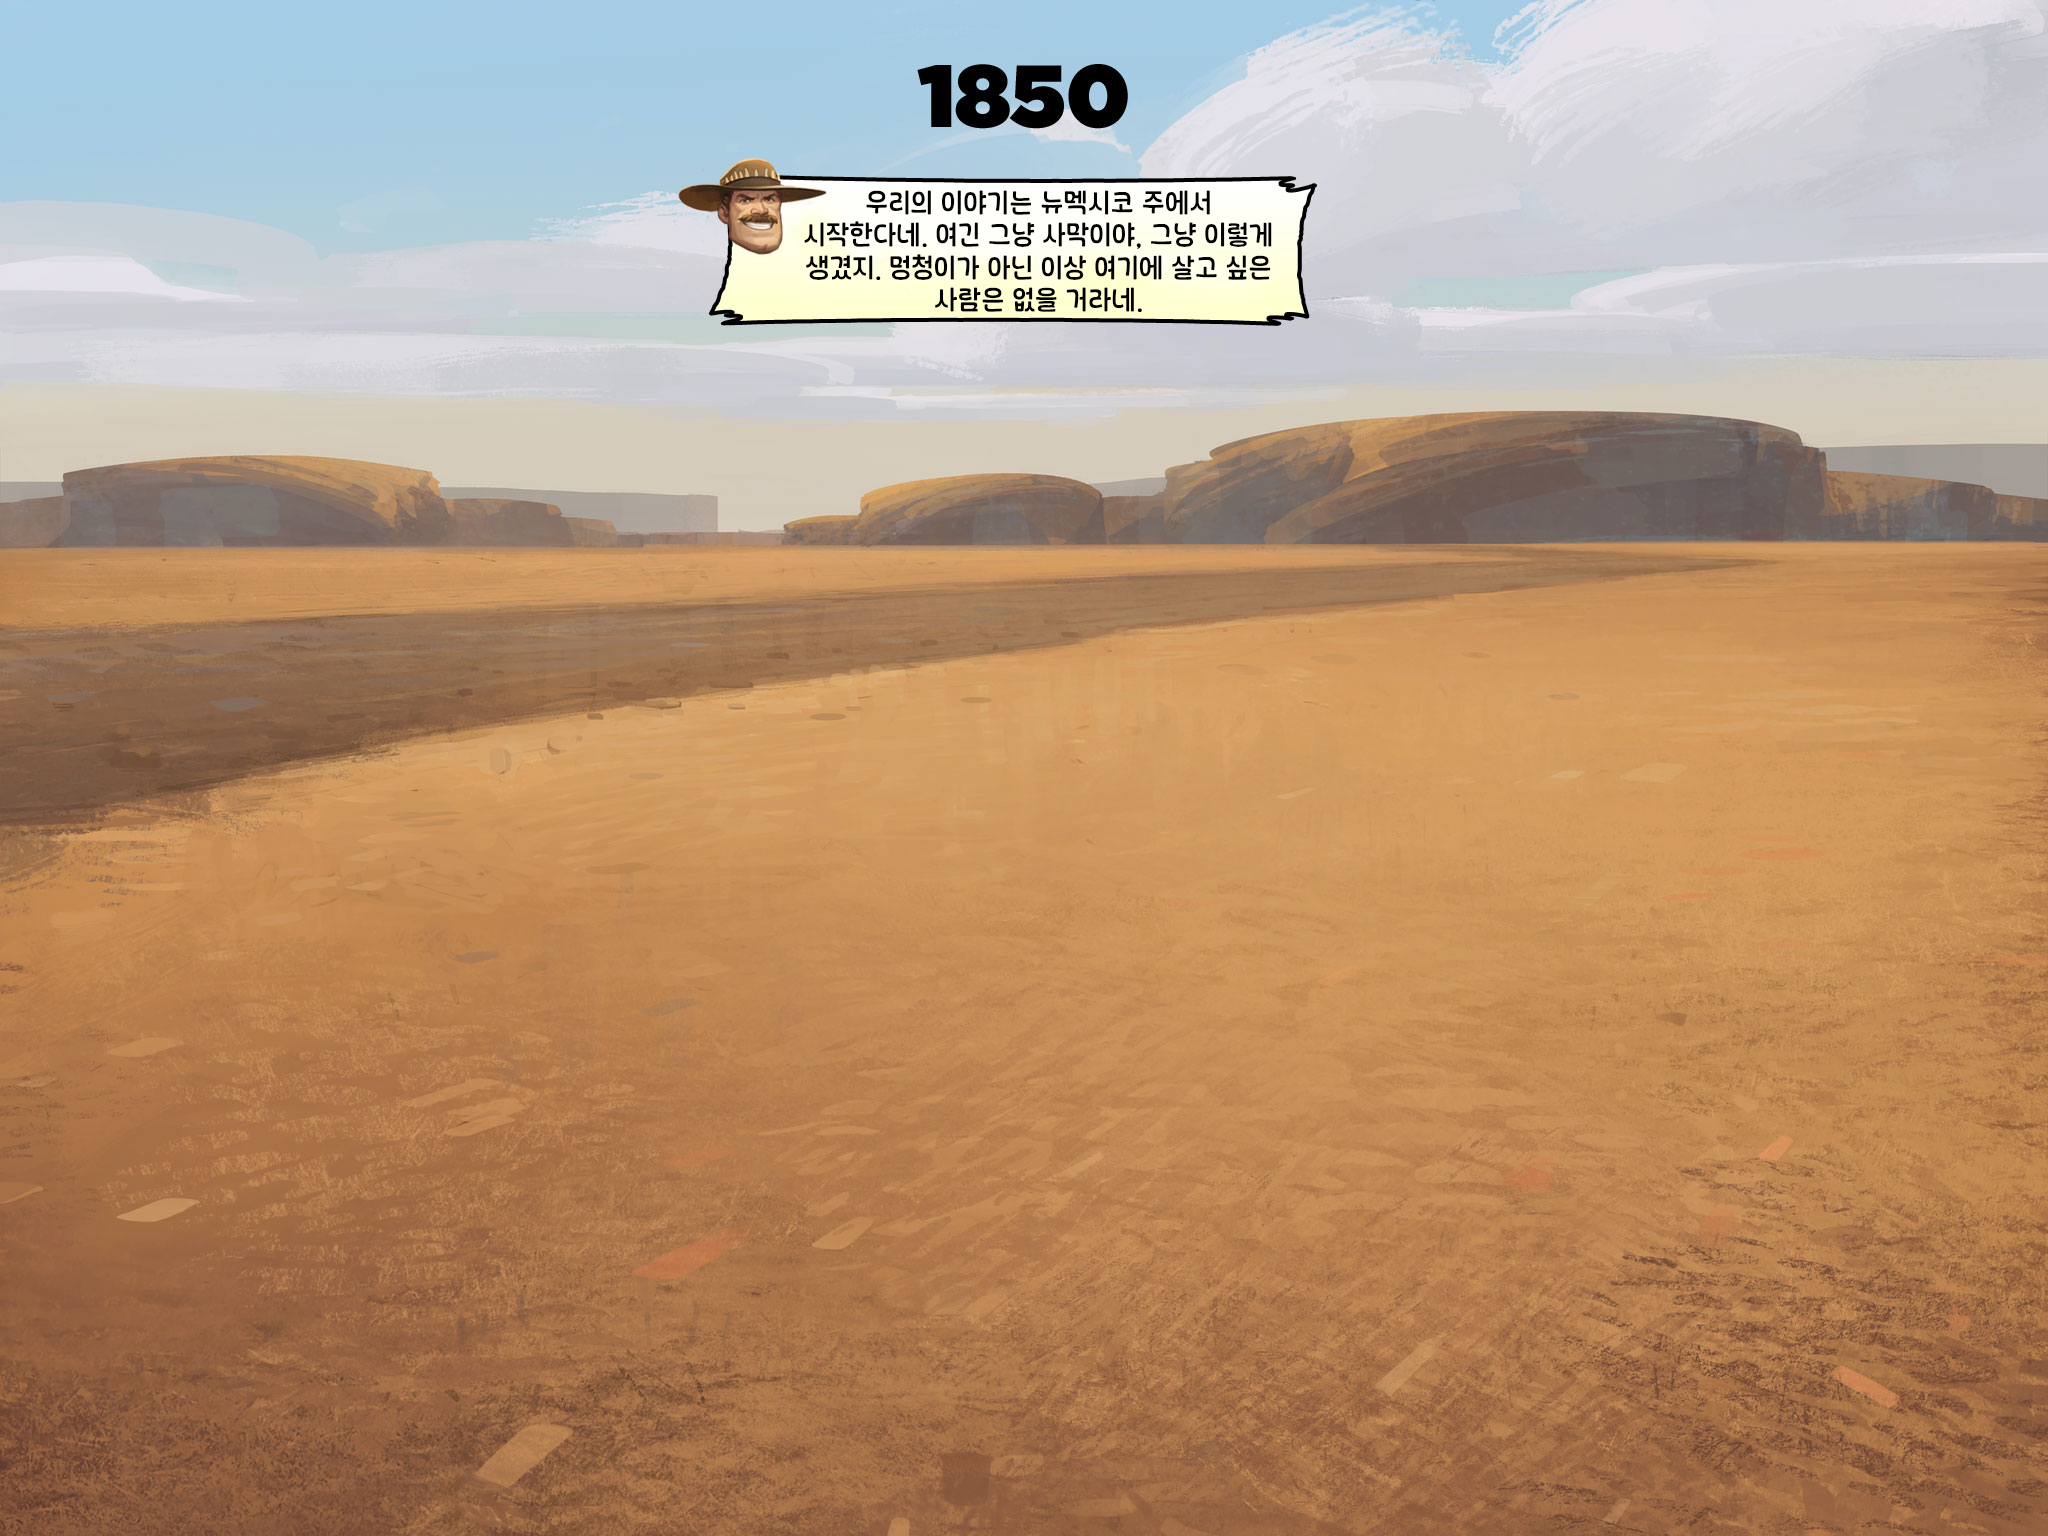 1850
우리의 이야기는 뉴멕시코 주에서
시작한다네. 여긴 그냥 사막이야, 그냥 이렇게
생겼지. 멍청이가 아닌 이상 여기에 살고 싶은
사람은 없을 거라네.